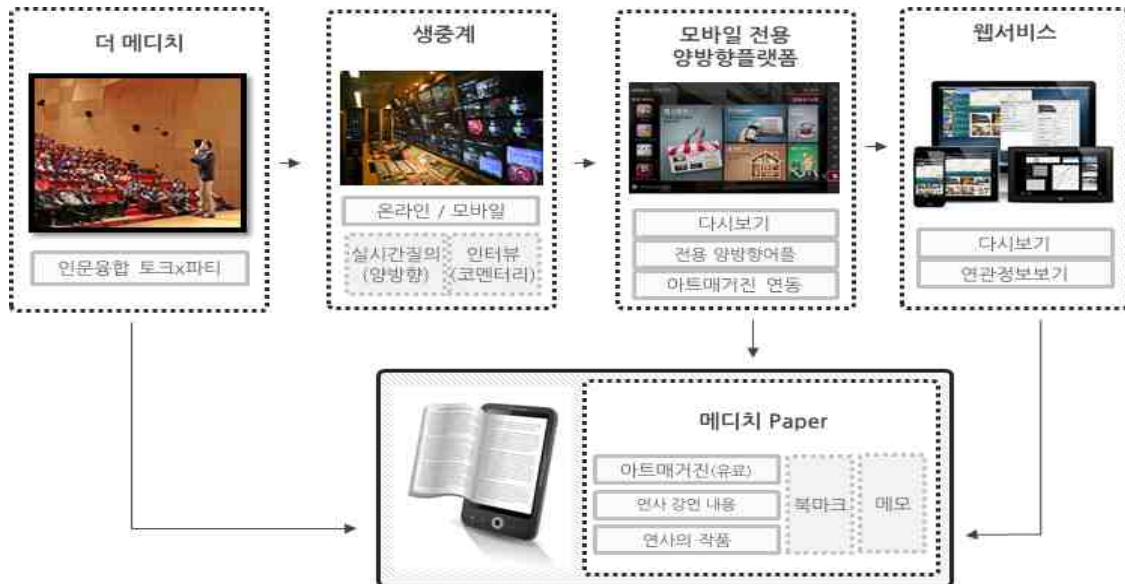 더 메디치
인문융합 토크x파티
생중계
온라인 / 모바일
실시간질의
(양방향)
인터뷰
(코멘터리)
모바일 전용
양방향플랫폼
다시보기
전용 양방향어플
아트매거진 연동
웹서비스
다시보기
연관정보보기
메디치 Paper
아트매거진(유료)
연사 강연 내용
연사의 작품
북마크
메모